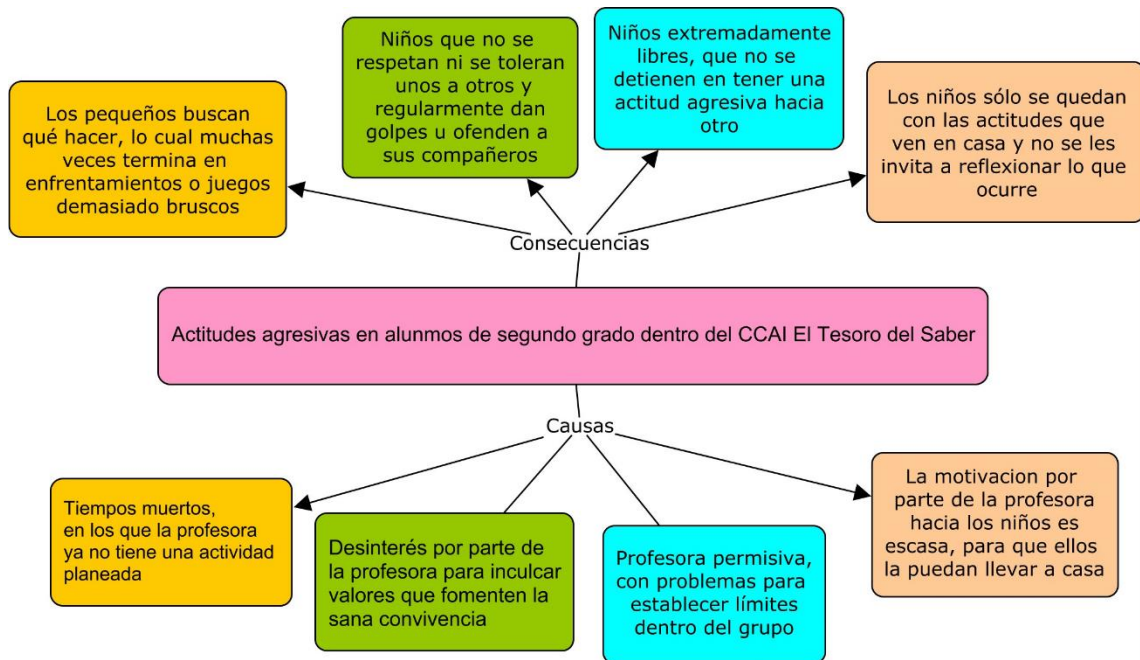 Los pequeños buscan
qué hacer, lo cual muchas
veces termina en
enfrentamientos o juegos
demasiado bruscos
Niños que no se
respetan ni se toleran
unos a otros y
regularmente dan
golpes u ofenden a
sus compañeros
Niños extremadamente
libres, que no se
detienen en tener una
actitud agresiva hacia
otro
Los niños sólo se quedan
con las actitudes que
ven en casa y no se les
invita a reflexionar lo que
ocurre
Consecuencias
Actitudes agresivas en alunmos de segundo grado dentro del CCAI El Tesoro del Saber
Causas
Tiempos muertos,
en los que la profesora
ya no tiene una actividad
planeada
Desinterés por parte de
la profesora para inculcar
valores que fomenten la
sana convivencia
Profesora permisiva,
con problemas para
establecer límites
dentro del grupo
La motivacion por
parte de la profesora
hacia los niños es
escasa, para que ellos
la puedan llevar a casa